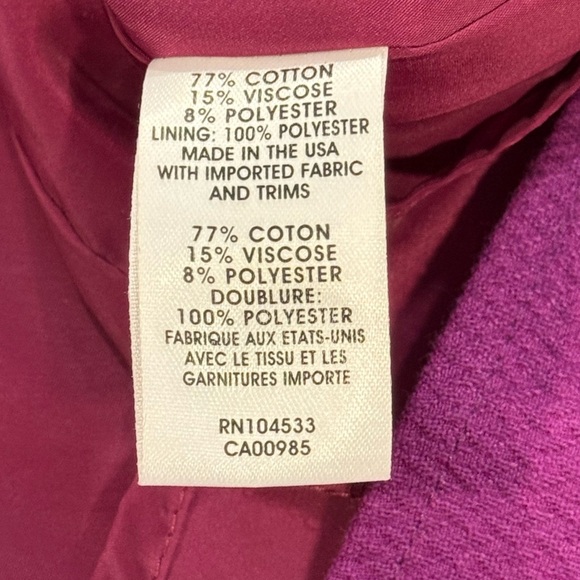 77% COTTON
15% VISCOSE
8% POLYESTER
LINING: 100% POLYESTER
MADE IN THE USA
WITH IMPORTED FABRIC
AND TRIMS
77% COTON
15% VISCOSE
8% POLYESTER
DOUBLURE:
100% POLYESTER
FABRIQUE AUX ETATS-UNIS
AVEC LE TISSU ET LES
GARNITURES IMPORTE
RN104533
CA00985